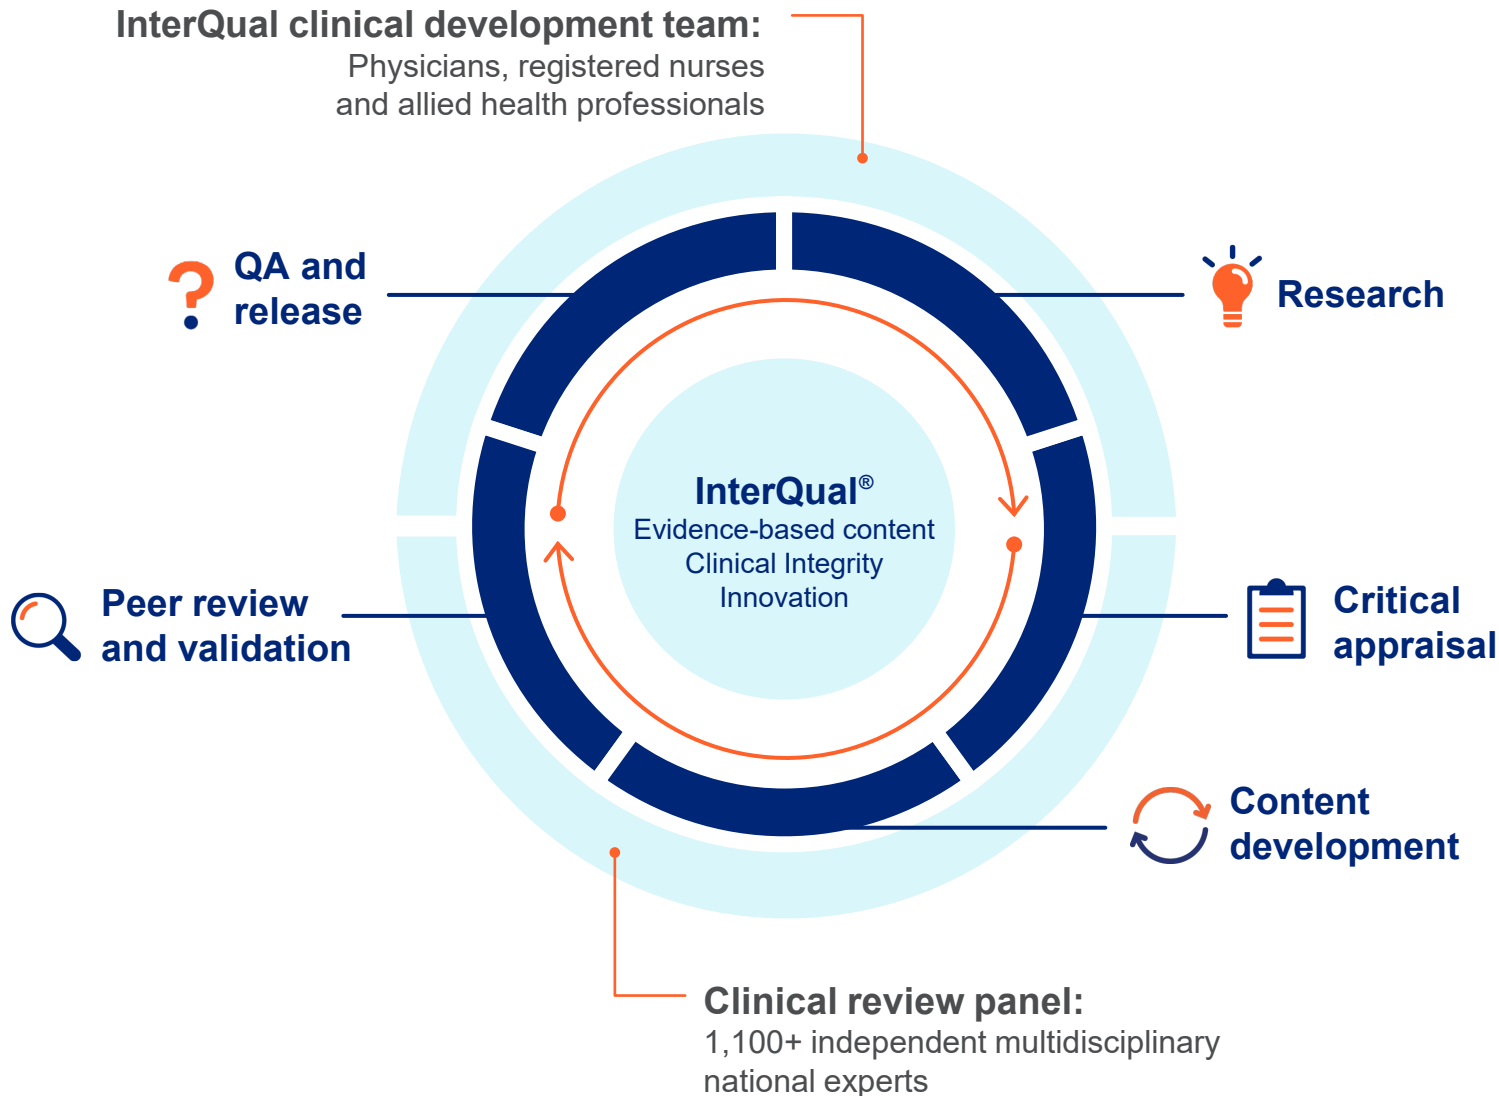 InterQual clinical development team:
Physicians, registered nurses
and allied health professionals
QA and
release
Research
InterQual®
Evidence-based content
Clinical Integrity
Innovation
Peer review
and validation
Critical
appraisal
Content
development
Clinical review panel:
1,100+ independent multidisciplinary
national experts